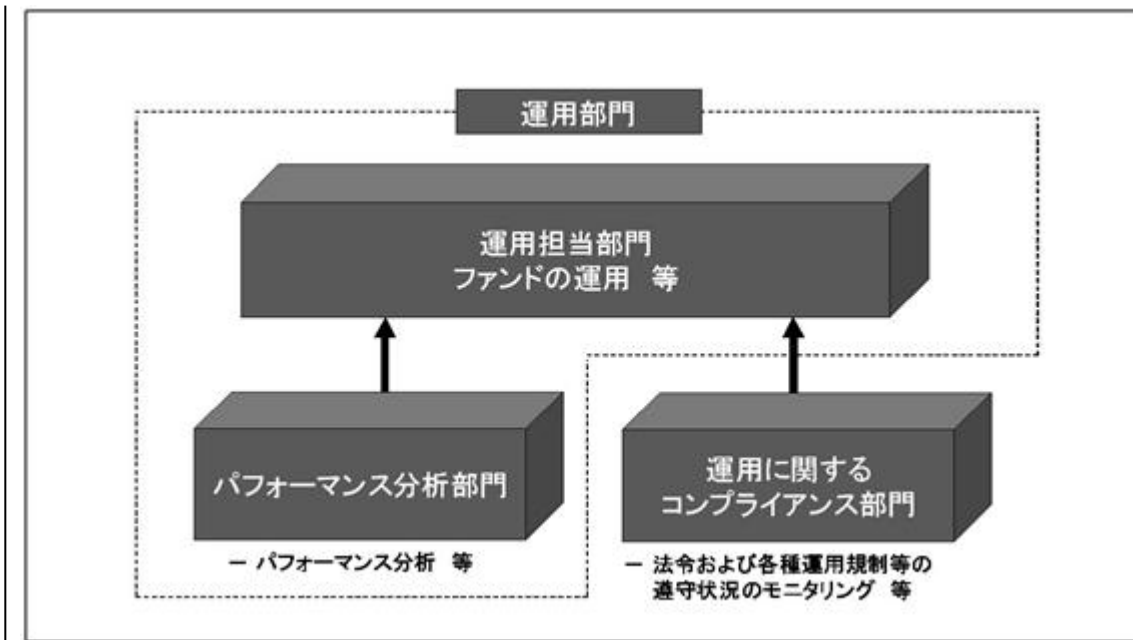 運用部門
運用担当部門
ファンドの運用 等
パフォーマンス分析部門
― パフォーマンス分析 等
運用に関する
コンプライアンス部門
― 法令および各種運用規制等の
遵守状況のモニタリング 等